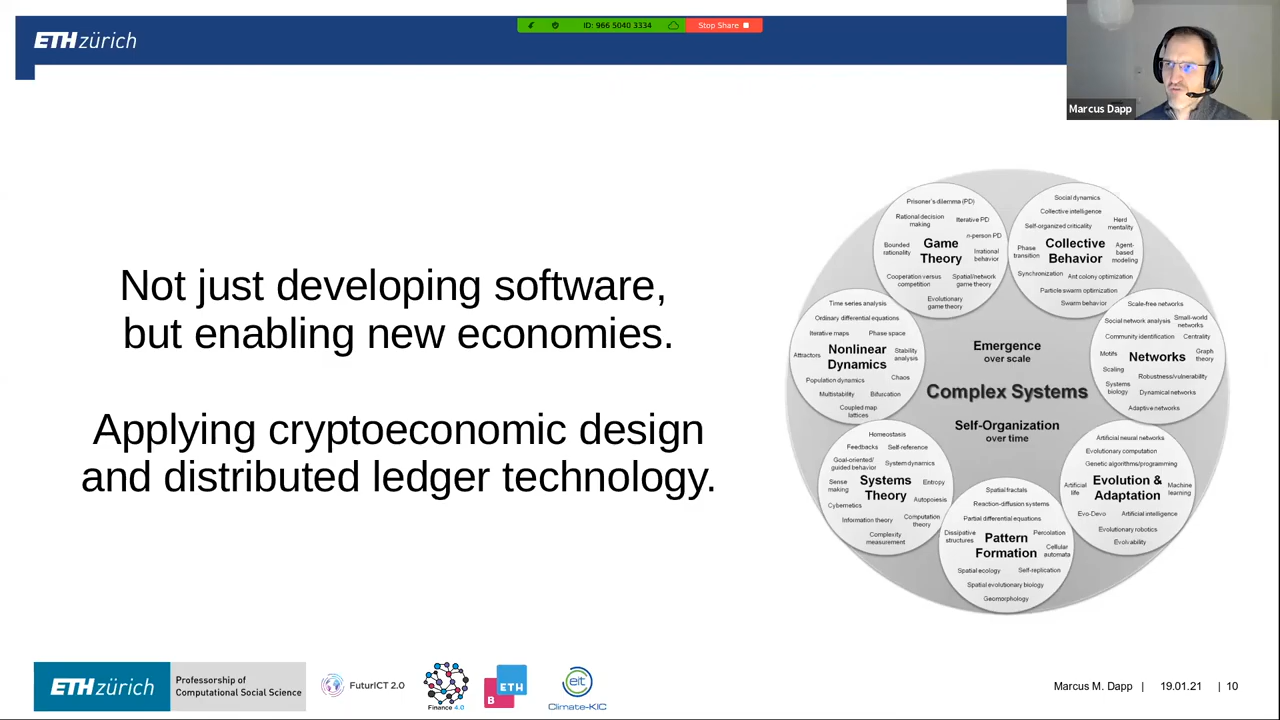 ETH zürich
ID: 966 5040 3334
Stop Share
Marcus Dapp
Not just developing software,
but enabling new economies.
Applying cryptoeconomic design
and distributed ledger technology.
Complex Systems
Emergence
over scale
Self-Organization
over time
Game
Theory
Prisoner's dilemma (PD)
Rational decision
making
Iterative PD
n-person PD
Bounded
rationality
Irrational
behavior
Cooperation versus
competition
Spatial/network
game theory
Evolutionary
game theory
Collective
Behavior
Social dynamics
Collective intelligence
Self-organized criticality
Herd
mentality
Phase
transition
Agent-
based
modeling
Synchronization
Ant colony optimization
Particle swarm optimization
Swarm behavior
Networks
Scale-free networks
Social network analysis
Small-world
networks
Community identification
Centrality
Motifs
Graph
theory
Scaling
Robustness/vulnerability
Systems
biology
Dynamical networks
Adaptive networks
Evolution &
Adaptation
Artificial neural networks
Evolutionary computation
Genetic algorithms/programming
Artificial
life
Machine
learning
Evo-Devo
Artificial intelligence
Evolutionary robotics
Evolvability
Pattern
Formation
Spatial fractals
Reaction-diffusion systems
Partial differential equations
Dissipative
structures
Percolation
Cellular
automata
Spatial ecology
Self-replication
Spatial evolutionary biology
Geomorphology
Systems
Theory
Homeostasis
Feedbacks
Self-reference
Goal-oriented/
guided behavior
System dynamics
Sense
making
Entropy
Autopoiesis
Cybernetics
Information theory
Computation
theory
Complexity
measurement
Nonlinear
Dynamics
Time series analysis
Ordinary differential equations
Iterative maps
Phase space
Attractors
Stability
analysis
Population dynamics
Chaos
Multistability
Bifucation
Coupled map
lattices
ETH zürich
Professorship of
Computational Social Science
FuturICT 2.0
Finance 4.0
B
ETH
eit
Climate-KIC
Marcus M. Dapp | 19.01.21 | 10